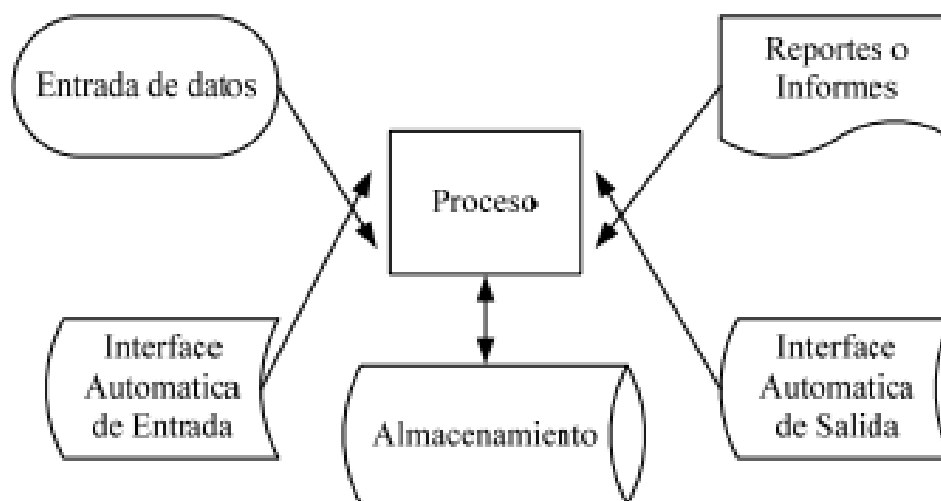 Entrada de datos
Reportes o
Informes
Proceso
Interface
Automatica
de Entrada
Almacenamiento
Interface
Automatica
de Salida